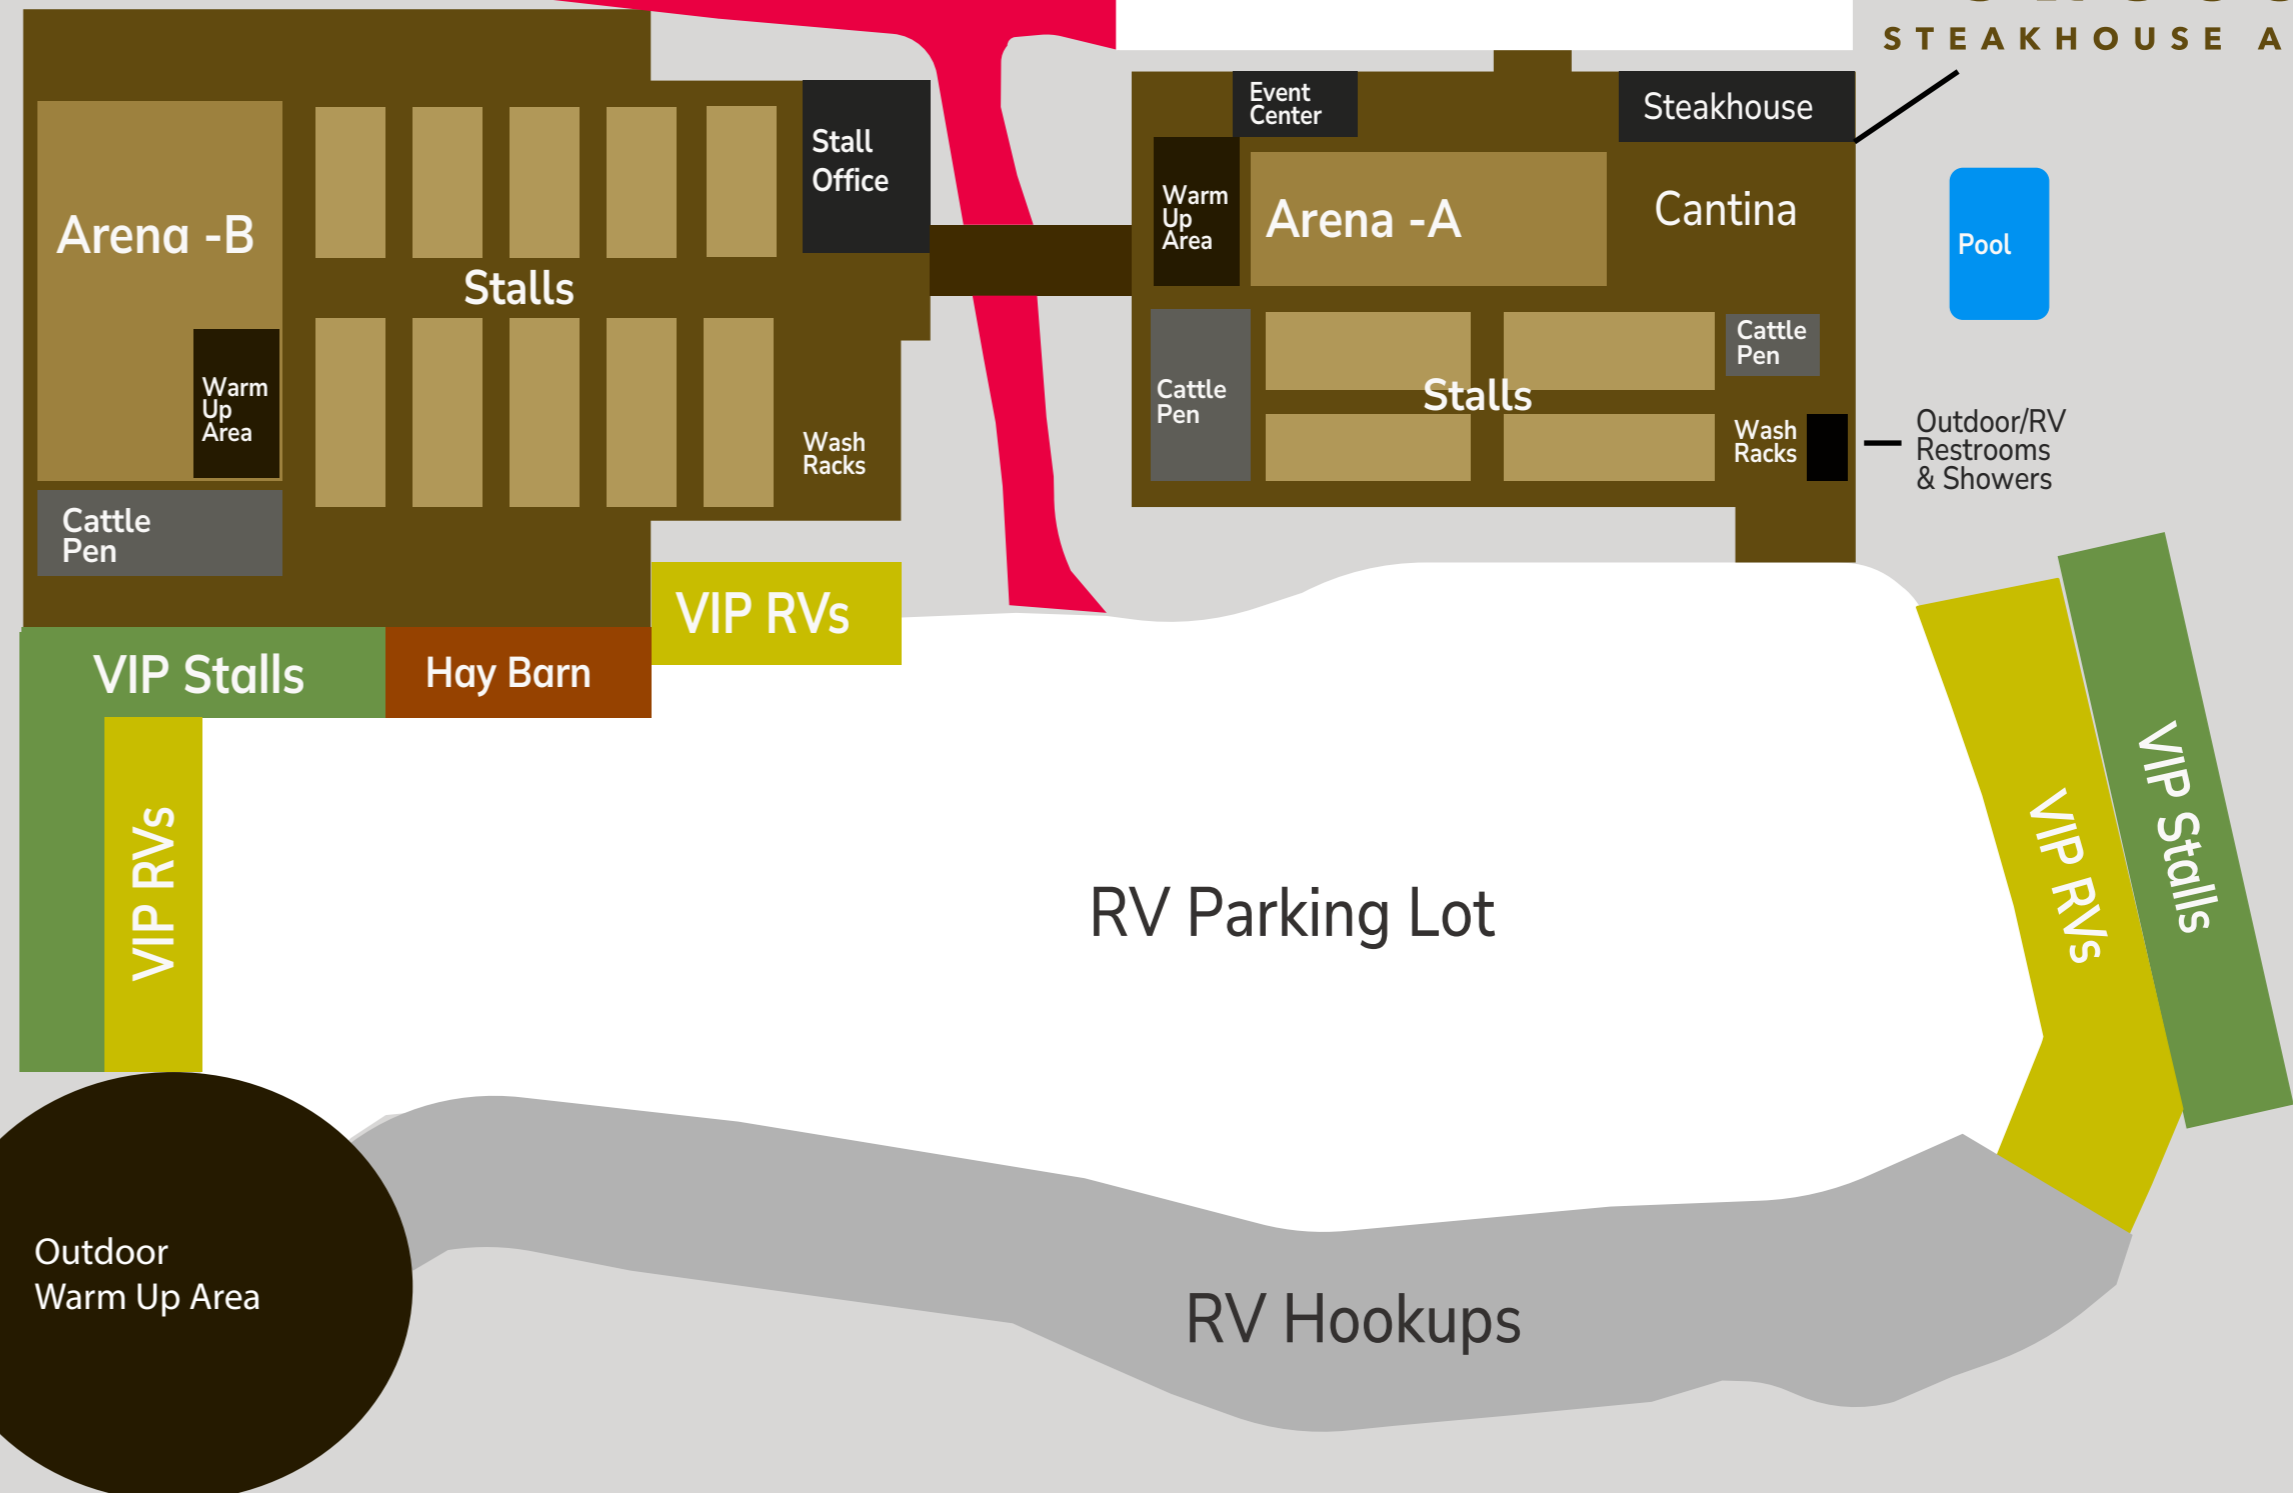 STEAKHOUSE A
Event
Center
Steakhouse
Stall
Office
Warm
Up
Area
Arena -A
Cantina
Arena -B
Pool
Stalls
Cattle
Pen
Warm
Up
Area
Cattle
Pen
Stalls
Wash
Racks
Wash
Racks
Outdoor/RV
Restrooms
& Showers
Cattle
Pen
VIP RVs
VIP Stalls
Hay Barn
VIP RVs
RV Parking Lot
VIP RVs
VIP Stalls
Outdoor
Warm Up Area
RV Hookups